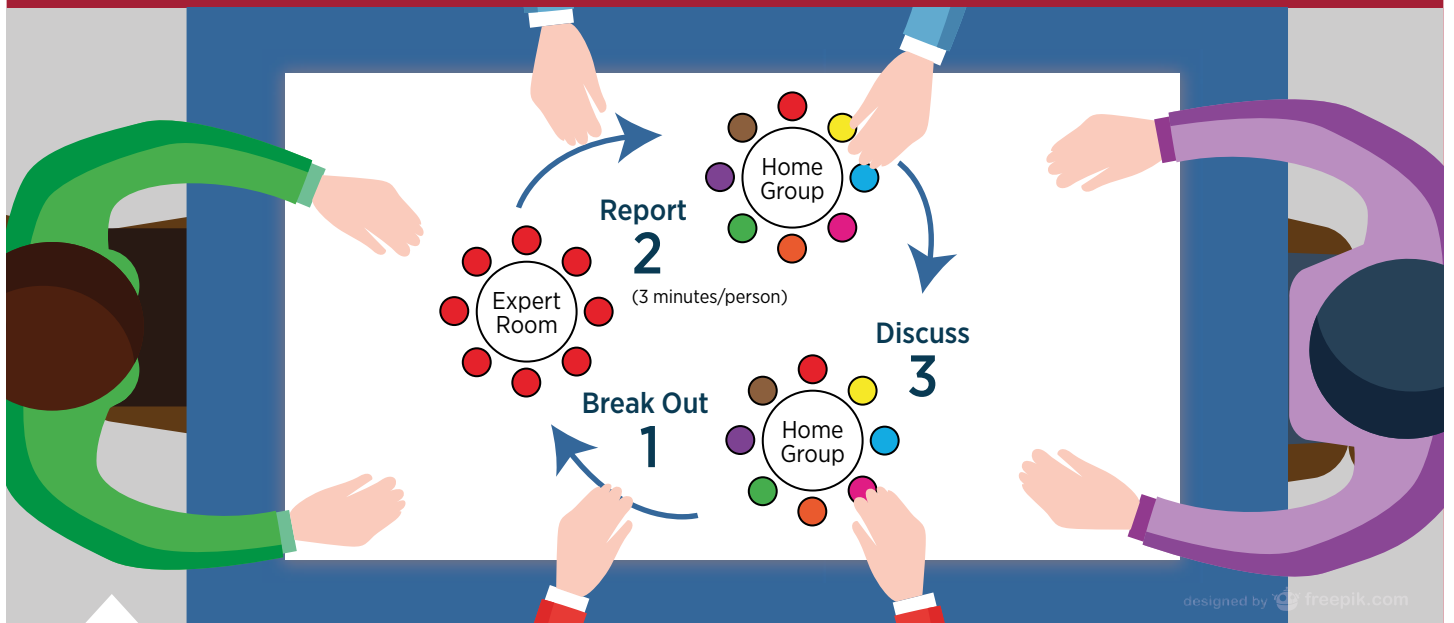 Home
Group
Report
2
(3 minutes/person)
Expert
Room
Discuss
3
Break Out
1
Home
Group
designed by freepik.com